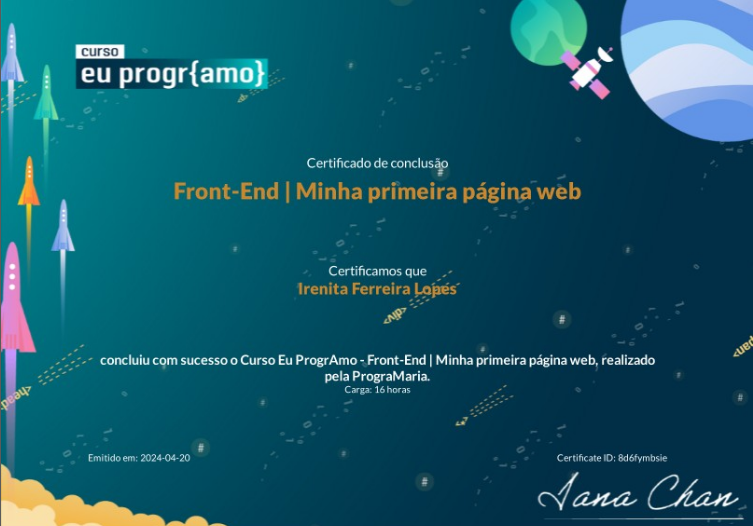 curso
eu progr{amo}
Certificado de conclusão
Front-End | Minha primeira página web
Certificamos que
Irenita Ferreira Lopes
<div>
concluiu com sucesso o Curso Eu ProgrAmo - Front-End | Minha primeira página web, realizado
pela PrograMaria.
Carga: 16 horas
<head>
Emitido em: 2024-04-20
Certificate ID: 8d6fymbsie
Iana Chan